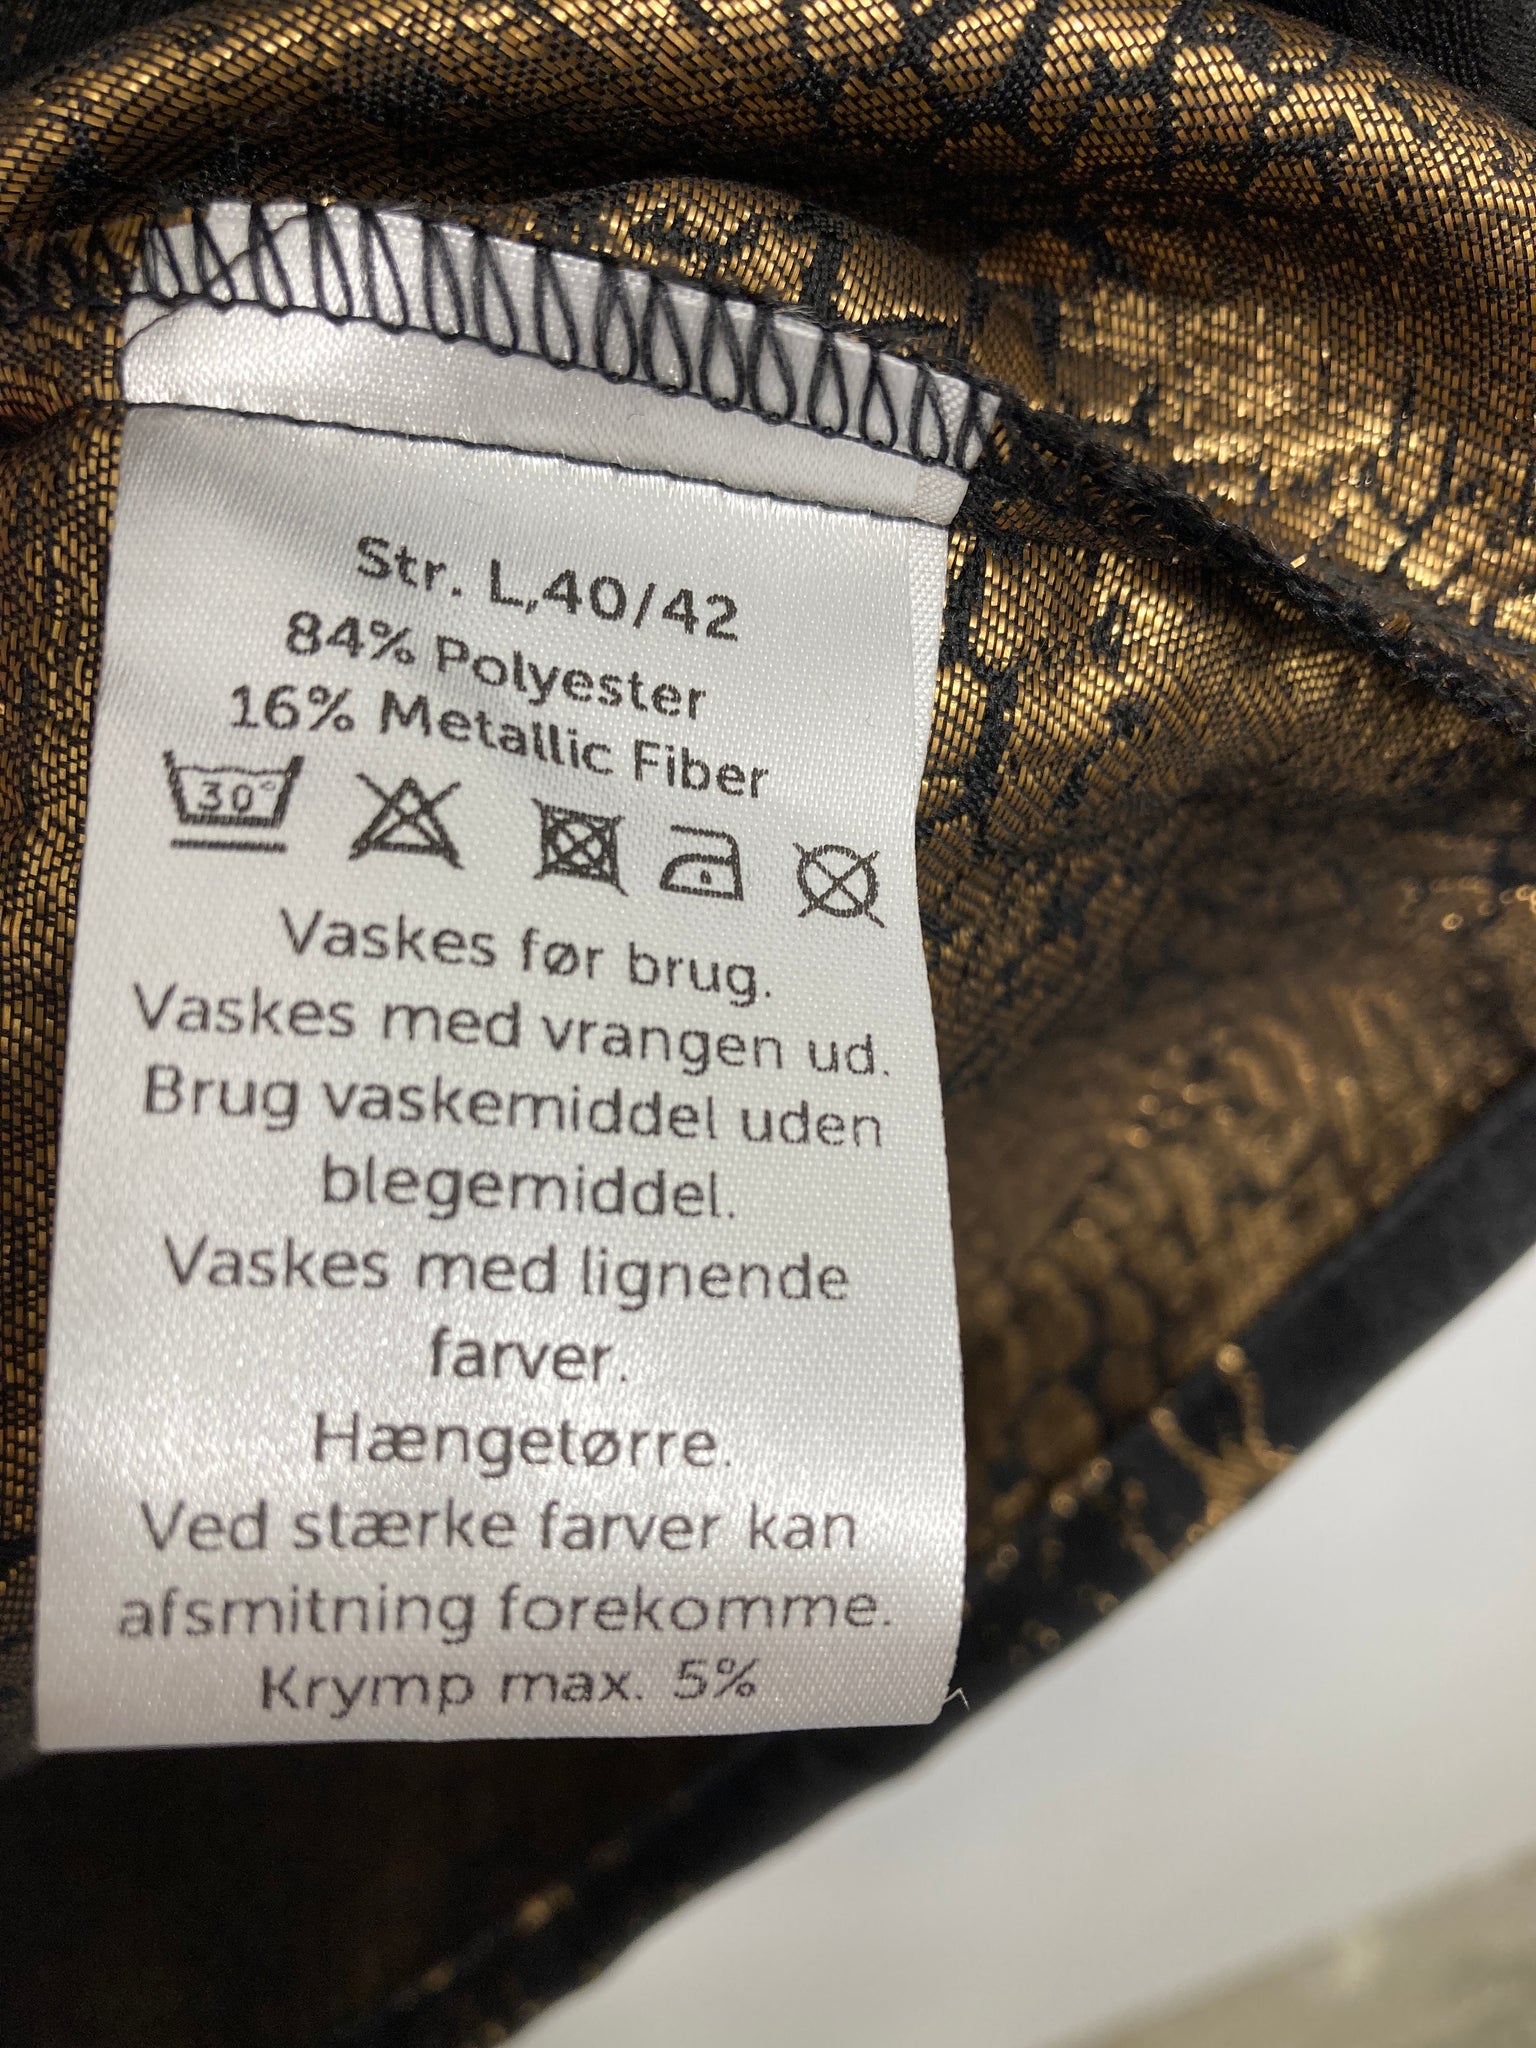 Str. L,40/42
84% Polyester
16% Metallic Fiber
30°
Vaskes før brug.
Vaskes med vrangen ud.
Brug vaskemiddel uden
blegemiddel.
Vaskes med lignende
farver.
Hængetørre.
Ved stærke farver kan
afsmitning forekomme.
Krymp max. 5%